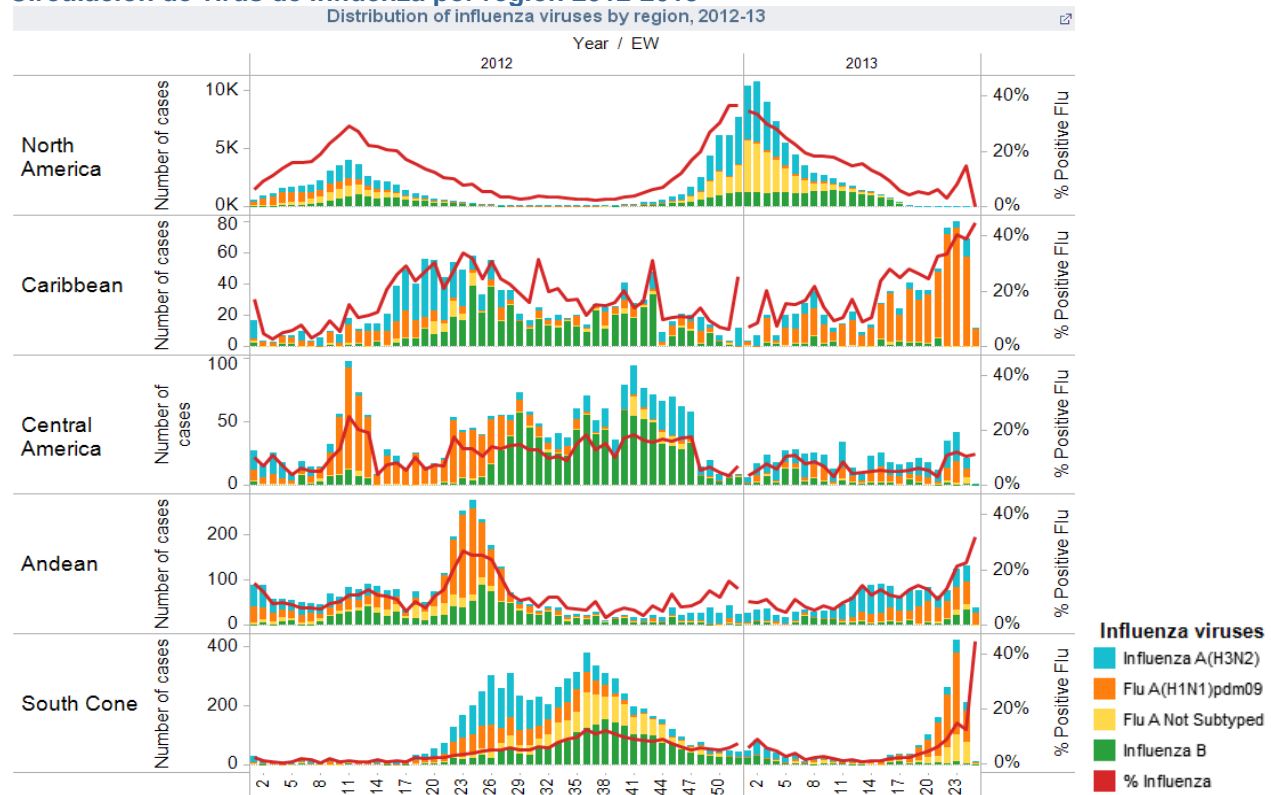 Distribution of influenza viruses by region, 2012-13
Year / EW
2012 2013
North America
Number of cases
10K
5K
0K
40%
20%
0%
% Positive Flu
Caribbean
Number of cases
80
60
40
20
0
40%
20%
0%
% Positive Flu
Central America
Number of cases
100
50
0
40%
20%
0%
% Positive Flu
Andean
Number of cases
200
100
0
40%
20%
0%
% Positive Flu
South Cone
Number of cases
400
200
0
40%
20%
0%
% Positive Flu
2 5 8 11 14 17 20 23 26 29 32 35 38 41 44 47 50 2 5 8 11 14 17 20 23
Influenza viruses
Influenza A(H3N2)
Flu A(H1N1)pdm09
Flu A Not Subtyped
Influenza B
% Influenza